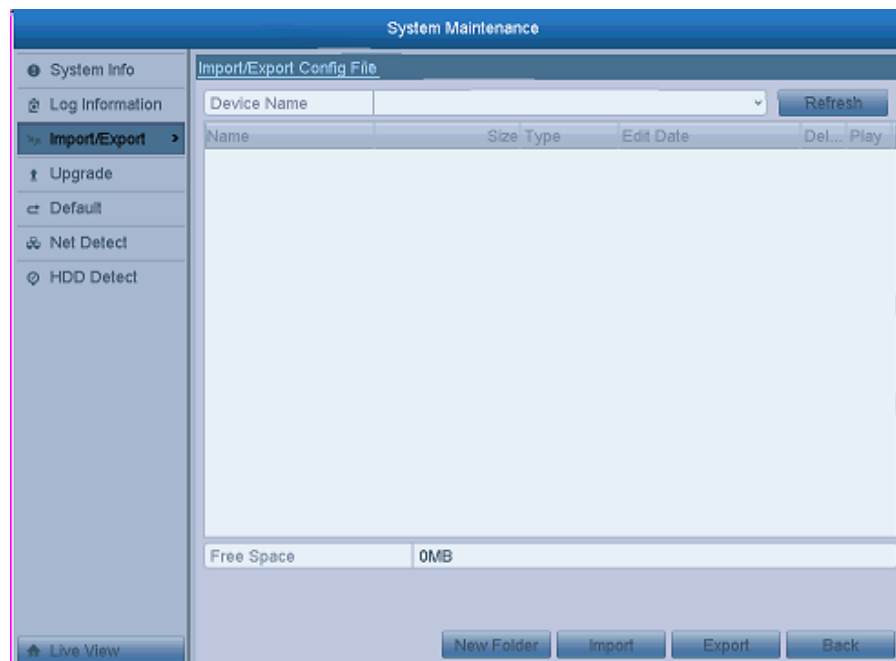 System Maintenance
System Info
Log Information
Import/Export >
Upgrade
Default
Net Detect
HDD Detect
Live View
Import/Export Config File
Device Name
Refresh
Name Size Type Edit Date Del... Play
Free Space 0MB
New Folder Import Export Back